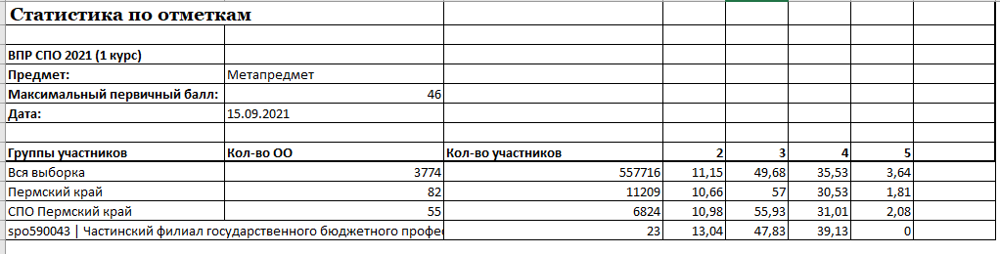 Статистика по отметкам
ВПР СПО 2021 (1 курс)
Предмет: Метапредмет
Максимальный первичный балл: 46
Дата: 15.09.2021
Группы участников Кол-во ОО Кол-во участников 2 3 4 5
Вся выборка 3774 557716 11,15 49,68 35,53 3,64
Пермский край 82 11209 10,66 57 30,53 1,81
СПО Пермский край 55 6824 10,98 55,93 31,01 2,08
spo590043 | Частинский филиал государственного бюджетного 23 13,04 47,83 39,13 0